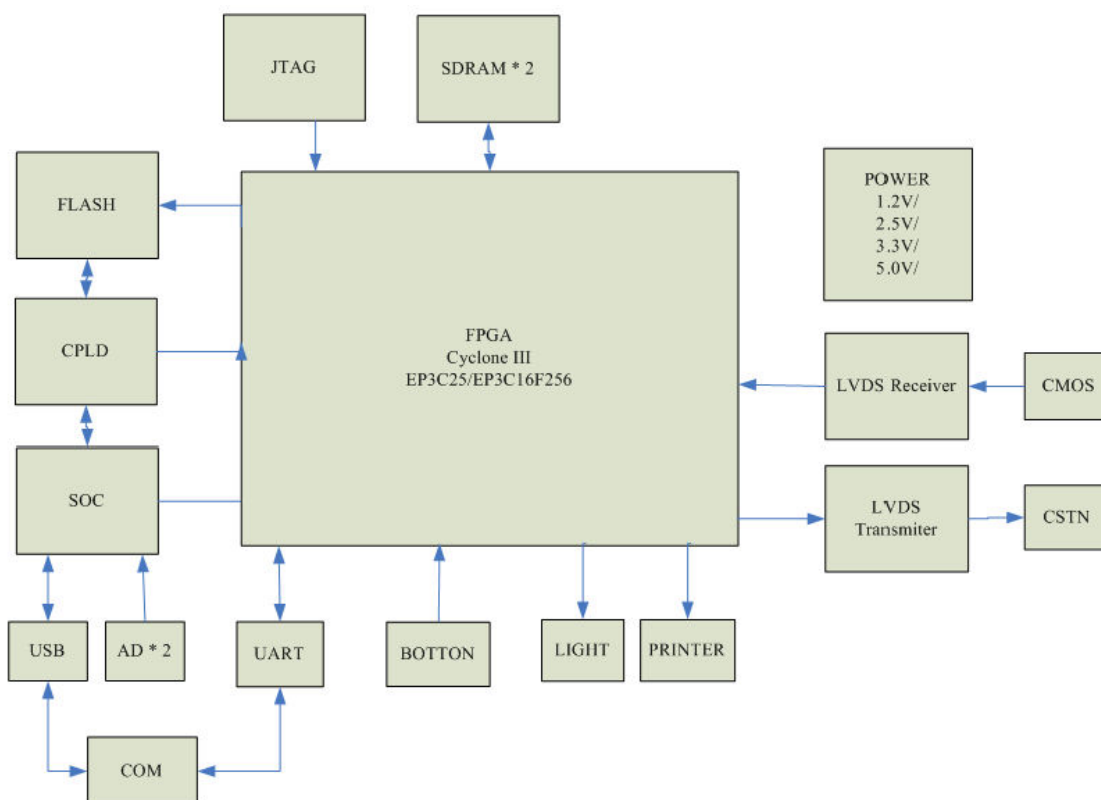 JTAG
SDRAM * 2
FLASH
POWER
1.2V/
2.5V/
3.3V/
5.0V/
CPLD
FPGA
Cyclone III
EP3C25/EP3C16F256
LVDS Receiver
CMOS
SOC
LVDS
Transmiter
CSTN
USB
AD * 2
UART
BOTTON
LIGHT
PRINTER
COM